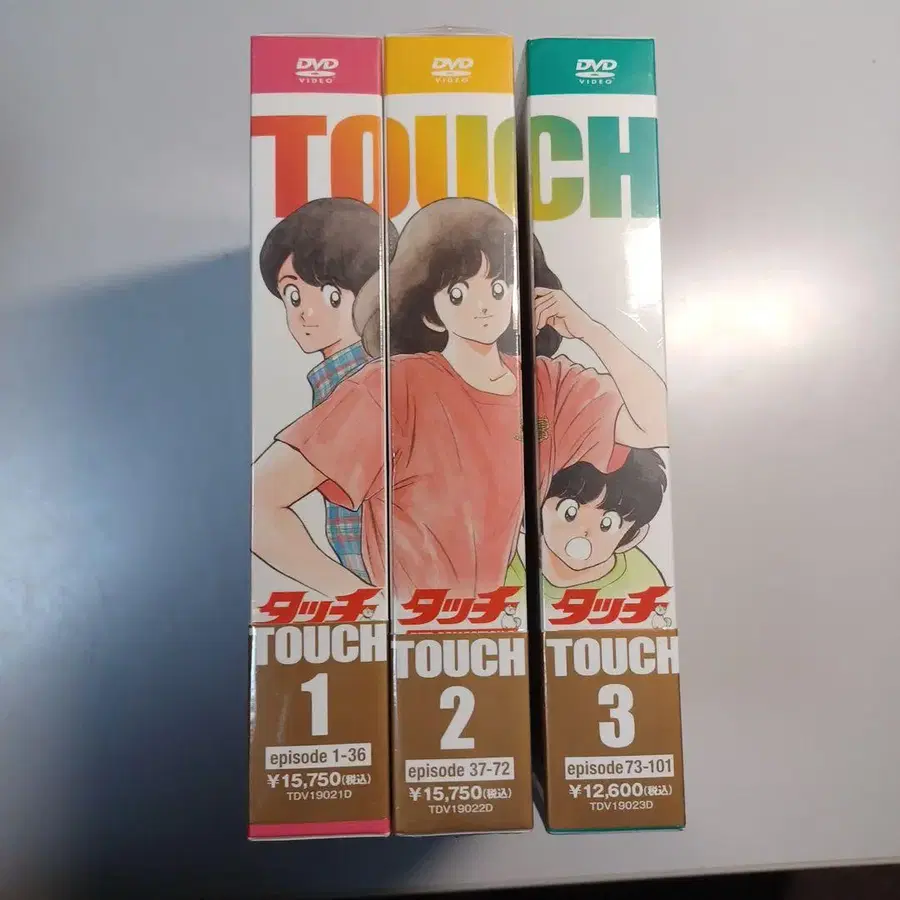 DVD
VIDEO
DVD
VIDEO
DVD
VIDEO
TOUCH
タッチ
TOUCH
1
episode 1-36
¥15,750(税込)
TDV19021D
タッチ
TOUCH
2
episode 37-72
¥15,750(税込)
TDV19022D
タッチ
TOUCH
3
episode 73-101
¥12,600(税込)
TDV19023D